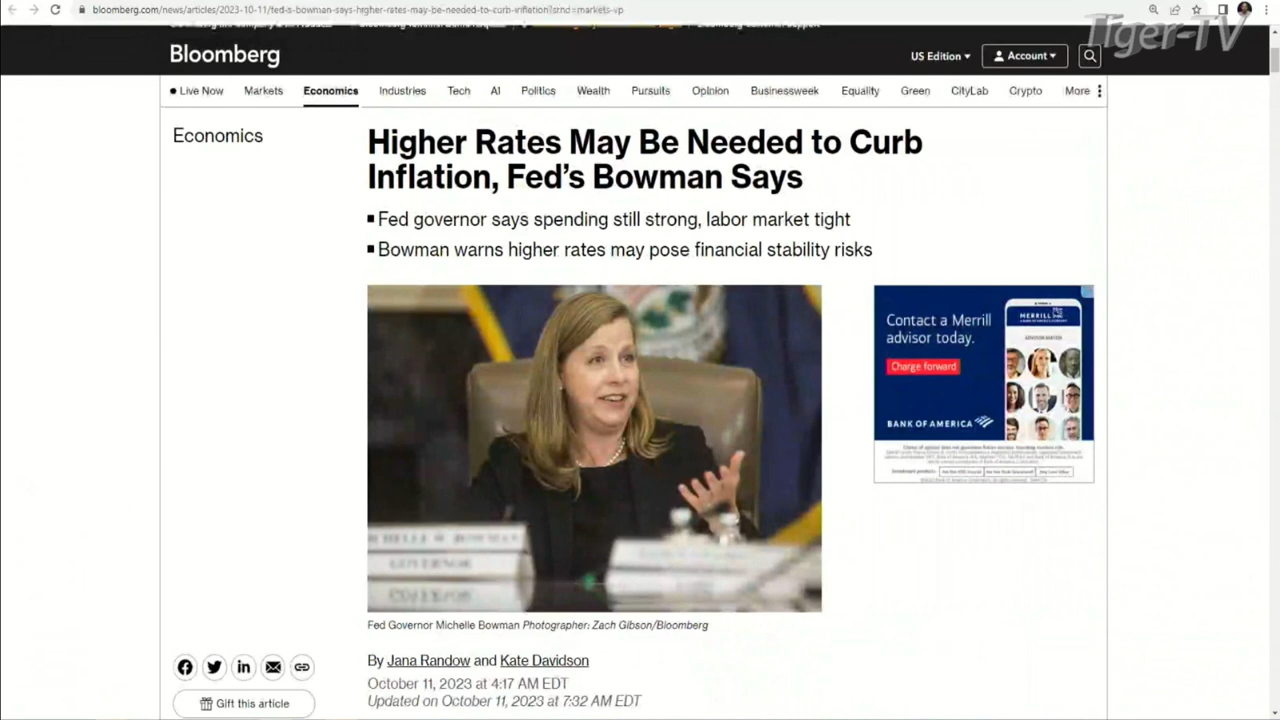 bloomberg.com/news/articles/2023-10-11/fed-s-bowman-says-higher-rates-may-be-needed-to-curb-inflation?srnd=markets-vp
Tiger-TV
Bloomberg
US Edition
Account
Live Now Markets Economics Industries Tech AI Politics Wealth Pursuits Opinion Businessweek Equality Green CityLab Crypto More
Economics
Higher Rates May Be Needed to Curb
Inflation, Fed's Bowman Says
Fed governor says spending still strong, labor market tight
Bowman warns higher rates may pose financial stability risks
Contact a Merrill
advisor today.
Charge forward
MERRILL
BANK OF AMERICA
MICHELLE W. BOWMAN
GOVERNOR
Fed Governor Michelle Bowman Photographer: Zach Gibson/Bloomberg
By Jana Randow and Kate Davidson
October 11, 2023 at 4:17 AM EDT
Updated on October 11, 2023 at 7:32 AM EDT
Gift this article